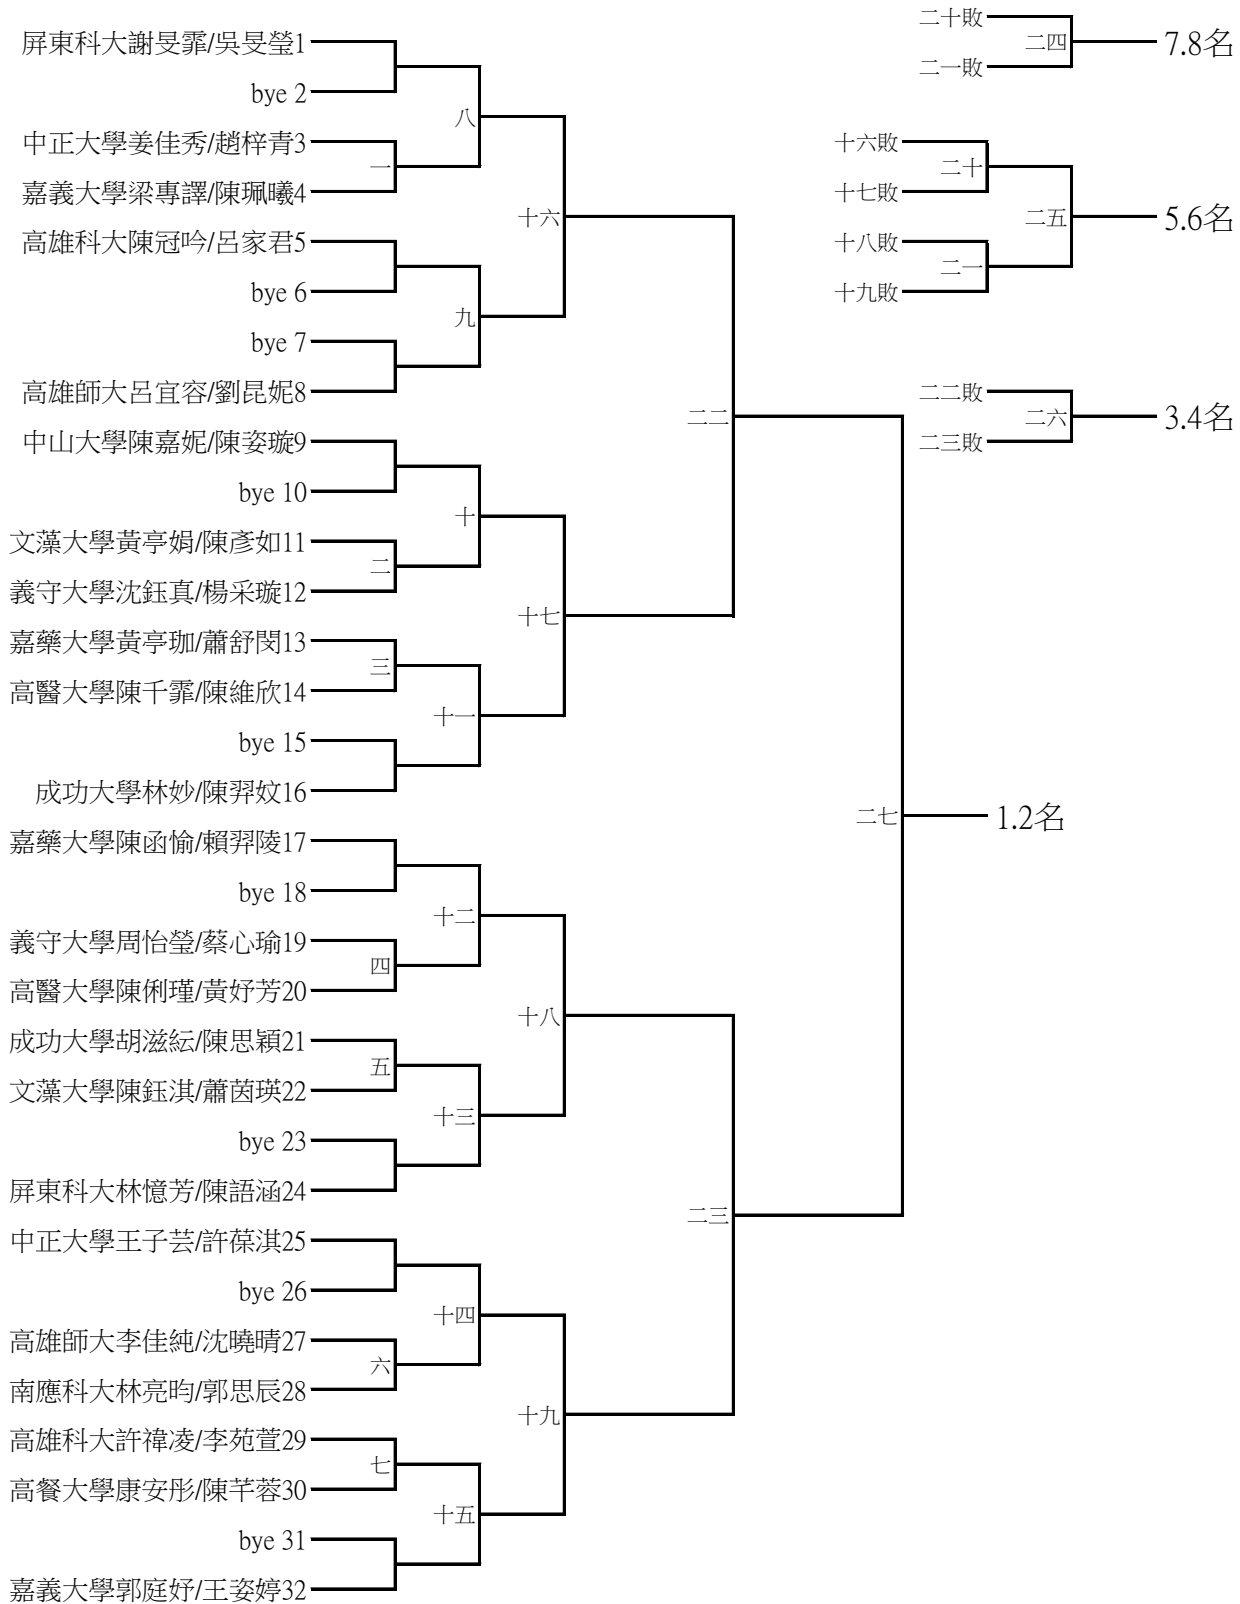 屏東科大謝旻霏/吳旻瑩1
bye 2
八
中正大學姜佳秀/趙梓青3
一
嘉義大學梁專譯/陳珮曦4
十六
高雄科大陳冠吟/呂家君5
bye 6
九
bye 7
高雄師大呂宜容/劉昆妮8
二二
中山大學陳嘉妮/陳姿璇9
bye 10
十
文藻大學黃亭娟/陳彥如11
二
義守大學沈鈺真/楊采璇12
十七
嘉藥大學黃亭珈/蕭舒閔13
三
高醫大學陳千霏/陳維欣14
十一
bye 15
成功大學林妙/陳羿妏16
二七
1.2名
嘉藥大學陳函愉/賴羿陵17
bye 18
十二
義守大學周怡瑩/蔡心瑜19
四
高醫大學陳俐瑾/黃妤芳20
十八
成功大學胡滋紜/陳思穎21
五
文藻大學陳鈺淇/蕭茵瑛22
十三
bye 23
屏東科大林憶芳/陳語涵24
二三
中正大學王子芸/許葆淇25
bye 26
十四
高雄師大李佳純/沈曉晴27
六
南應科大林亮昀/郭思辰28
十九
高雄科大許禕凌/李苑萱29
七
高餐大學康安彤/陳芊蓉30
十五
bye 31
嘉義大學郭庭妤/王姿婷32
二十敗
二四
7.8名
二一敗
十六敗
二十
十七敗
二五
5.6名
十八敗
二一
十九敗
二二敗
二六
3.4名
二三敗